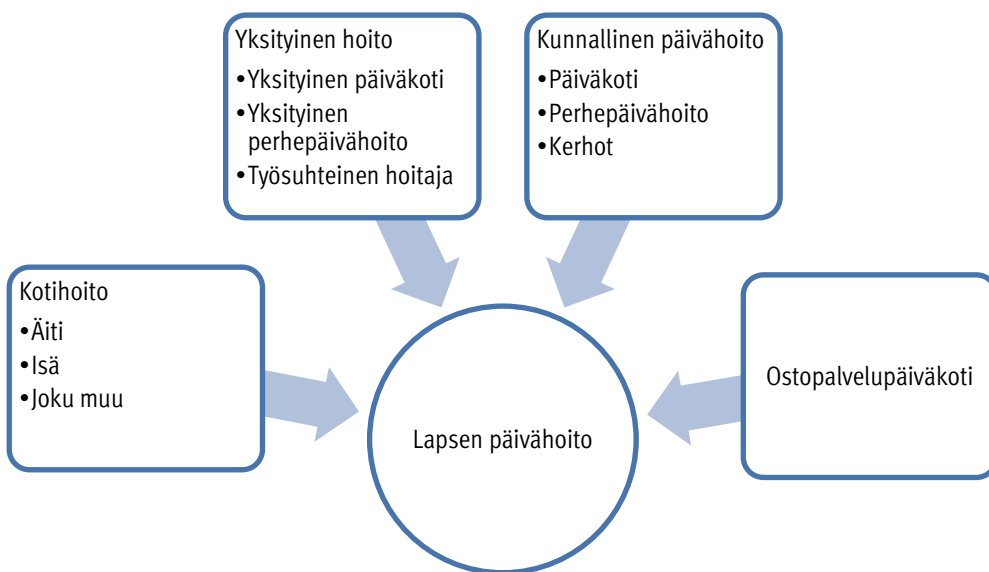 Yksityinen hoito
•Yksityinen päiväkoti
•Yksityinen
perhepäivähoito
•Työsuhteinen hoitaja
Kunnallinen päivähoito
•Päiväkoti
•Perhepäivähoito
•Kerhot
Kotihoito
•Äiti
•Isä
•Joku muu
Ostopalvelupäiväkoti
Lapsen päivähoito